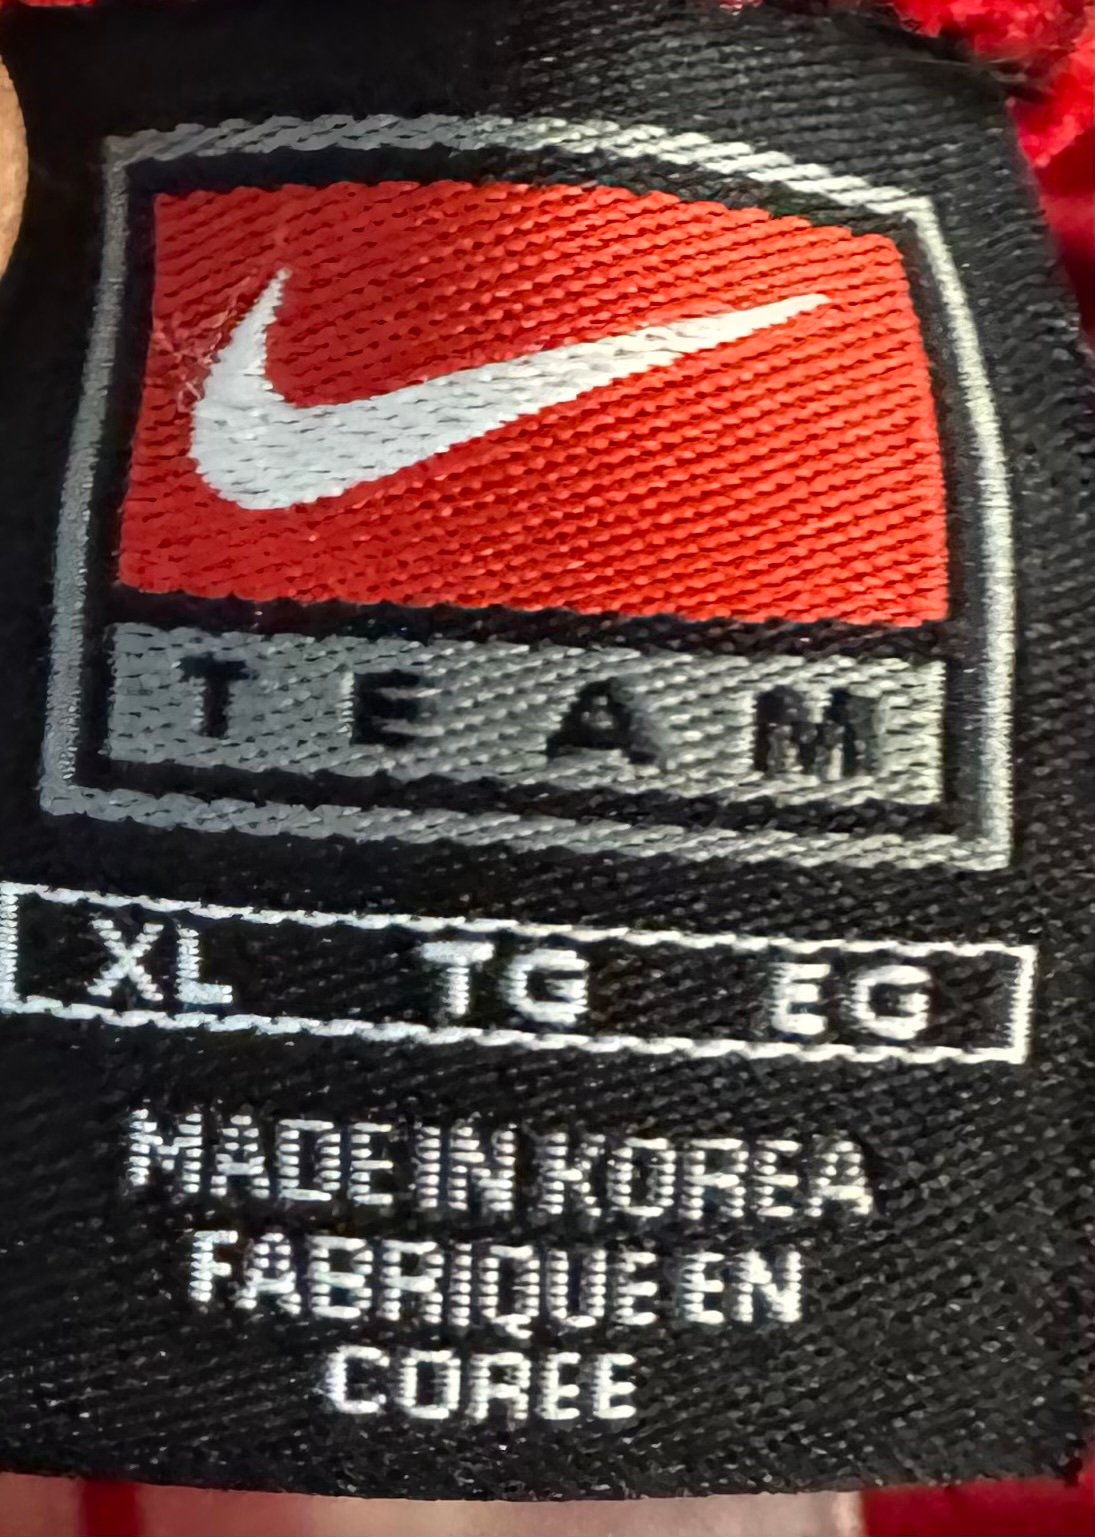 TEAM
XL TG EG
MADE IN KOREA
FABRIQUE EN
COREE